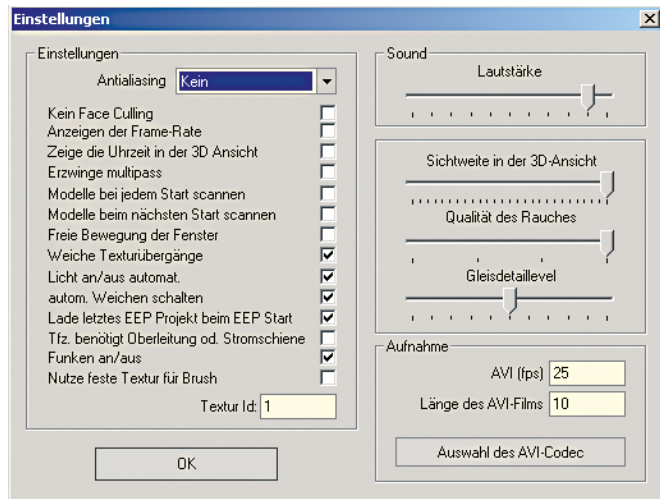 Einstellungen
Einstellungen
Antialiasing Kein
Kein Face Culling
Anzeigen der Frame-Rate
Zeige die Uhrzeit in der 3D Ansicht
Erzwinge multipass
Modelle bei jedem Start scannen
Modelle beim nächsten Start scannen
Freie Bewegung der Fenster
Weiche Texturübergänge
Licht an/aus automat.
autom. Weichen schalten
Lade letztes EEP Projekt beim EEP Start
Tfz. benötigt Oberleitung od. Stromschiene
Funken an/aus
Nutze feste Textur für Brush
Textur Id: 1
OK
Sound
Lautstärke
Sichtweite in der 3D-Ansicht
Qualität des Rauches
Gleisdetaillevel
Aufnahme
AVI (fps) 25
Länge des AVI-Films 10
Auswahl des AVI-Codec